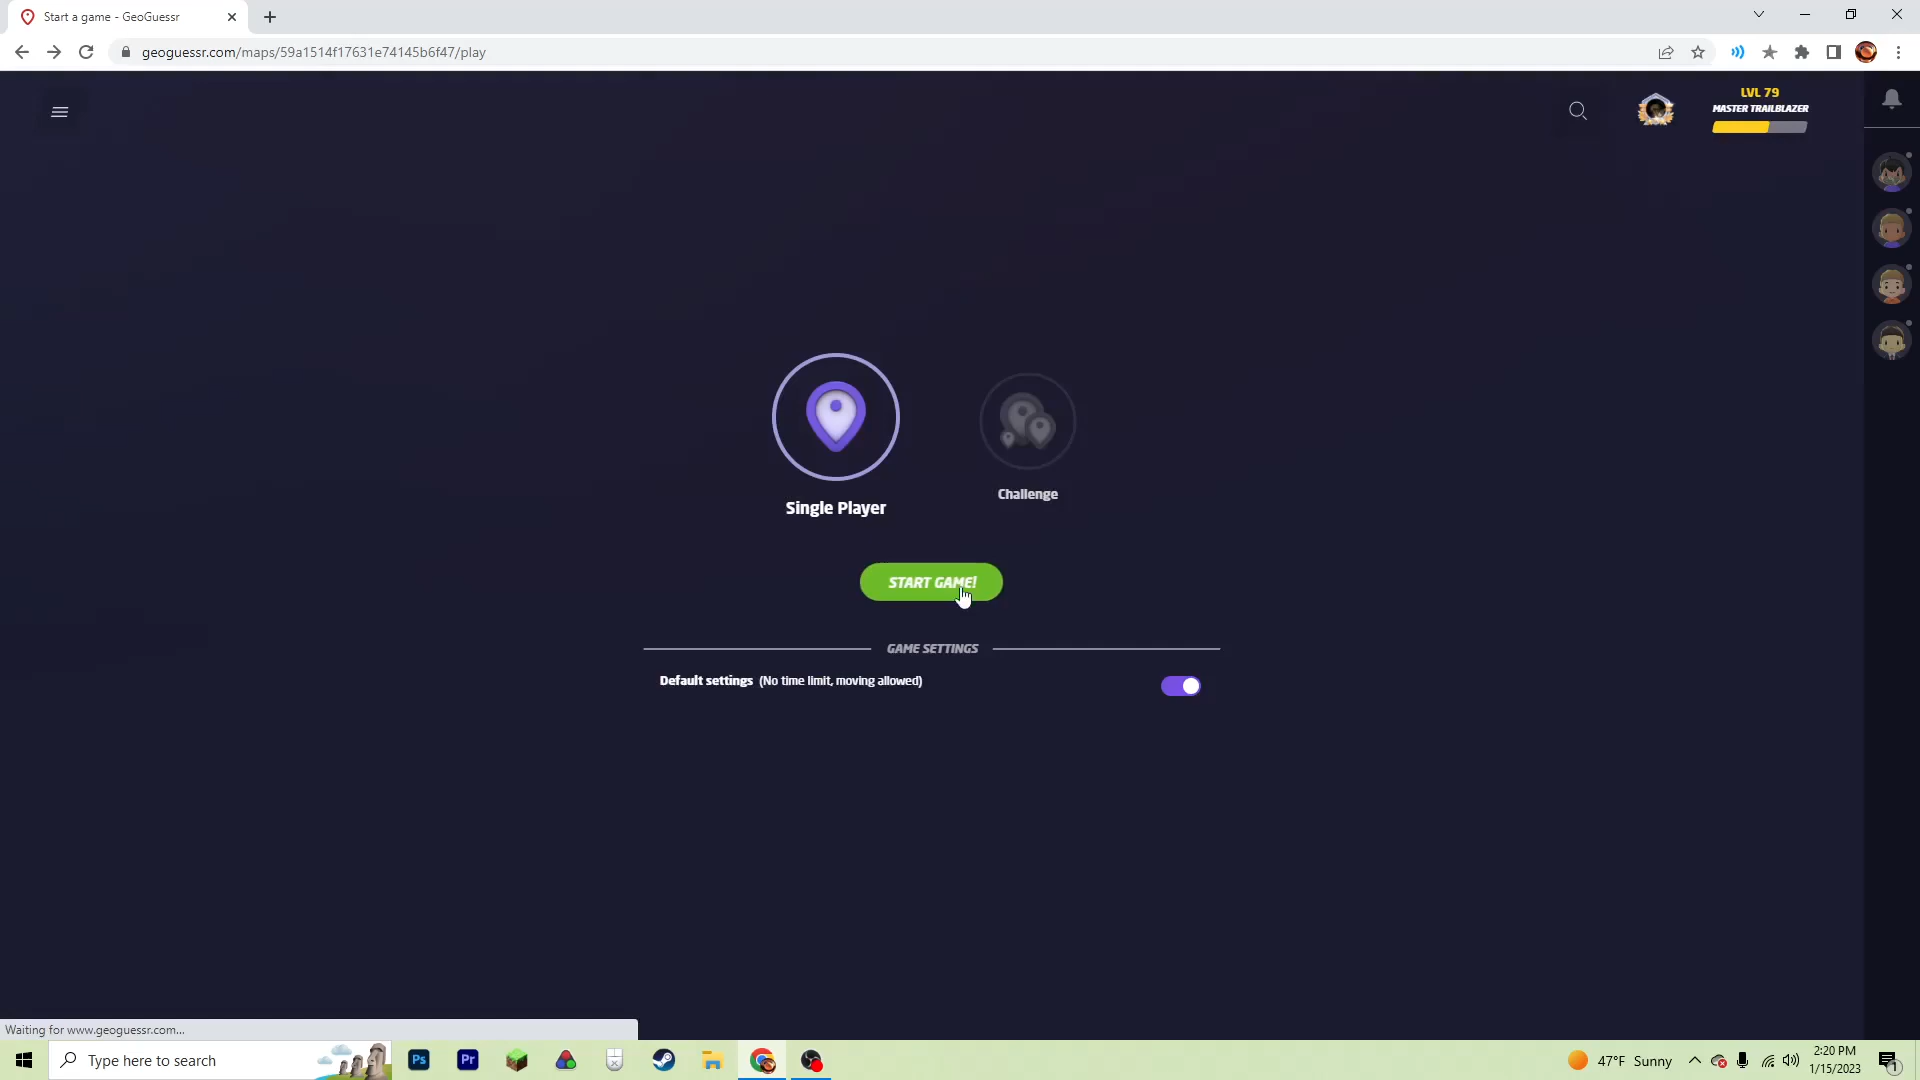 Start a game - GeoGuessr
geoguessr.com/maps/59a1514f17631e74145b6f47/play
LVL 79
MASTER TRAILBLAZER
Single Player
Challenge
START GAME!
GAME SETTINGS
Default settings (No time limit, moving allowed)
Waiting for www.geoguessr.com...
Type here to search
Ps
Pr
47°F Sunny
2:20 PM
1/15/2023
1